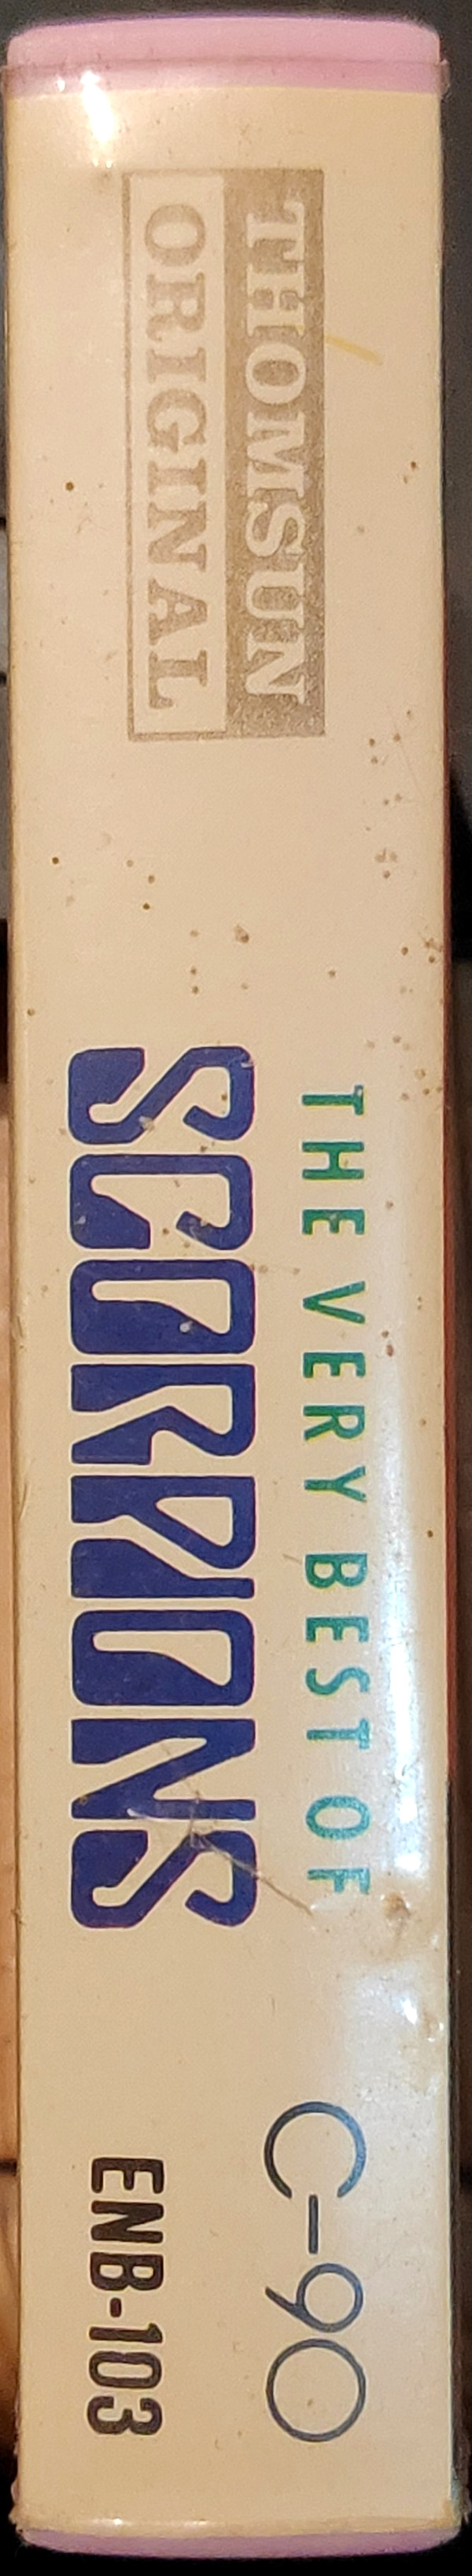 THOMSUN
ORIGINAL
THE VERY BEST OF
SCORPIONS
C-90
ENB-103